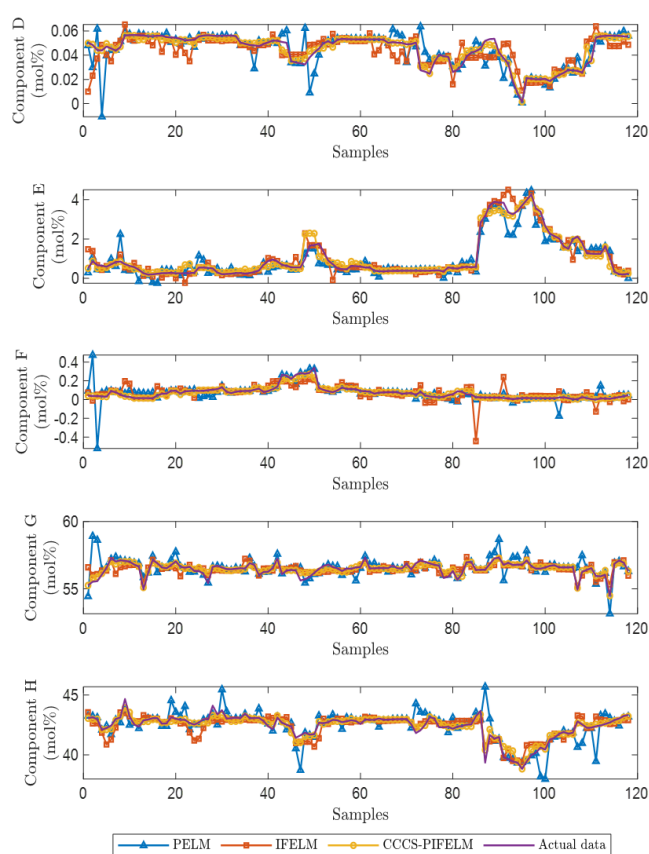 Component D
(mol%)
0.06
0.04
0.02
0
0 20 40 60 80 100 120
Samples
Component E
(mol%)
4
2
0
0 20 40 60 80 100 120
Samples
Component F
(mol%)
0.4
0.2
0
-0.2
-0.4
0 20 40 60 80 100 120
Samples
Component G
(mol%)
60
55
0 20 40 60 80 100 120
Samples
Component H
(mol%)
45
40
0 20 40 60 80 100 120
Samples
PELM IFELM CCCS-PIFELM Actual data